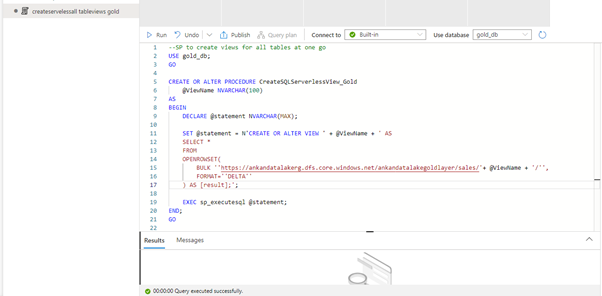 createservelessall tableviews gold
Run Undo Publish Query plan Connect to Built-in Use database gold_db
1 --SP to create views for all tables at one go
2 USE gold_db;
3 GO
4
5 CREATE OR ALTER PROCEDURE CreateSQLServerlessView_Gold
6 @ViewName NVARCHAR(100)
7 AS
8 BEGIN
9 DECLARE @statement NVARCHAR(MAX);
10
11 SET @statement = N'CREATE OR ALTER VIEW ' + @ViewName + ' AS
12 SELECT *
13 FROM
14 OPENROWSET(
15 BULK ''https://ankandatalakerg.dfs.core.windows.net/ankandatalakegoldlayer/sales/'+ @ViewName + '/'',
16 FORMAT=''DELTA''
17 ) AS [result];';
18
19 EXEC sp_executesql @statement;
20 END;
21 GO
Results Messages
00:00:00 Query executed successfully.